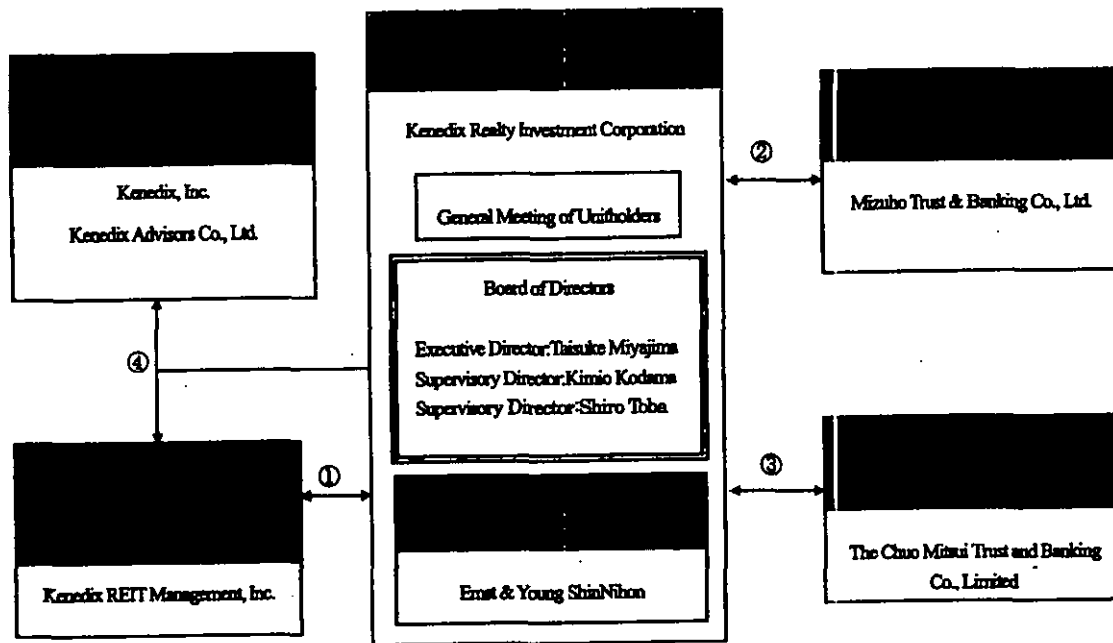 Kenedix, Inc.
Kenedix Advisors Co., Ltd.
④
Kenedix REIT Management, Inc.
①
Kenedix Realty Investment Corporation
General Meeting of Unitholders
Board of Directors
Executive Director:Taisuke Miyajima
Supervisory Director:Kimio Kodama
Supervisory Director:Shiro Toba
Ernst & Young ShinNihon
②
Mizuho Trust & Banking Co., Ltd.
③
The Chuo Mitsui Trust and Banking
Co., Limited